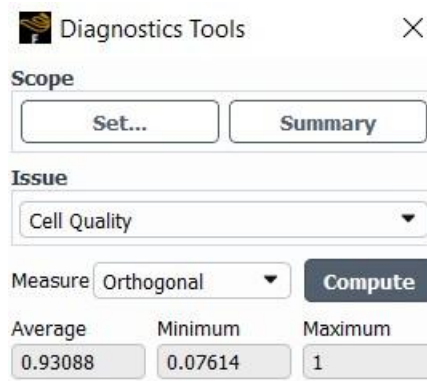 F Diagnostics Tools
Scope
Set... Summary
Issue
Cell Quality
Measure Orthogonal Compute
Average Minimum Maximum
0.93088 0.07614 1